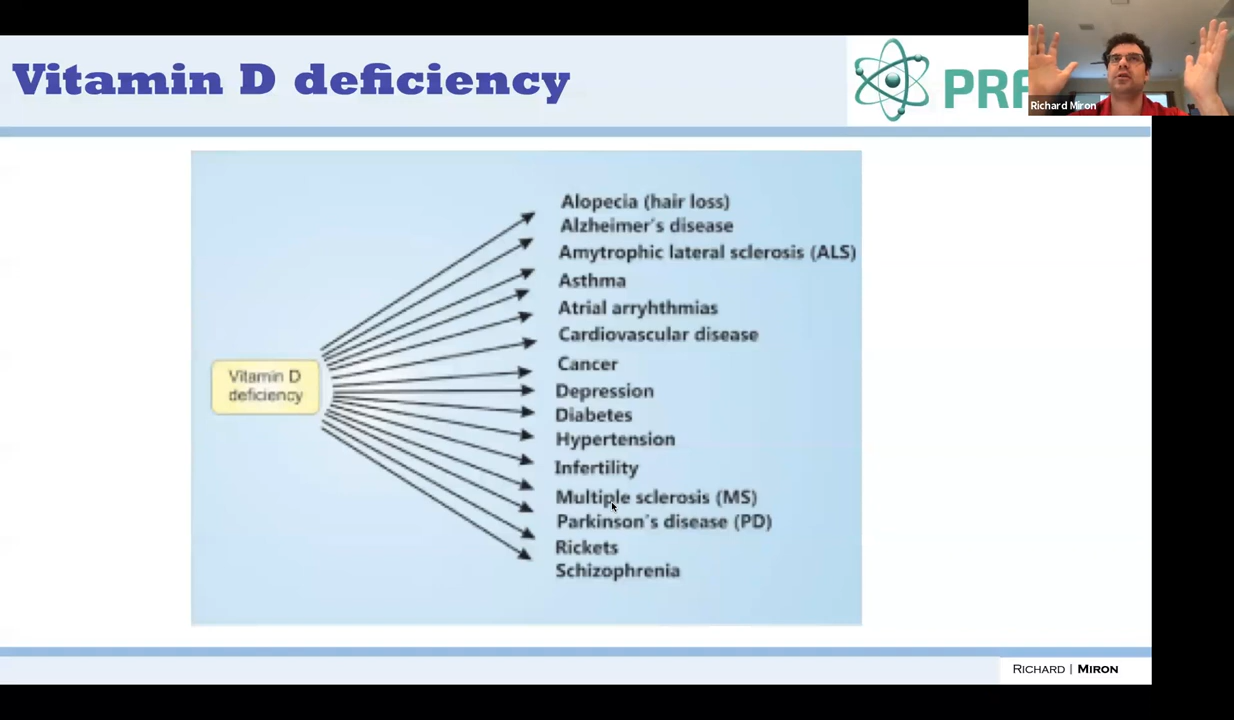 Vitamin D deficiency
PRF
Richard Miron
Alopecia (hair loss)
Alzheimer's disease
Amytrophic lateral sclerosis (ALS)
Asthma
Atrial arryhthmias
Cardiovascular disease
Vitamin D
deficiency
Cancer
Depression
Diabetes
Hypertension
Infertility
Multiple sclerosis (MS)
Parkinson's disease (PD)
Rickets
Schizophrenia
RICHARD | MIRON